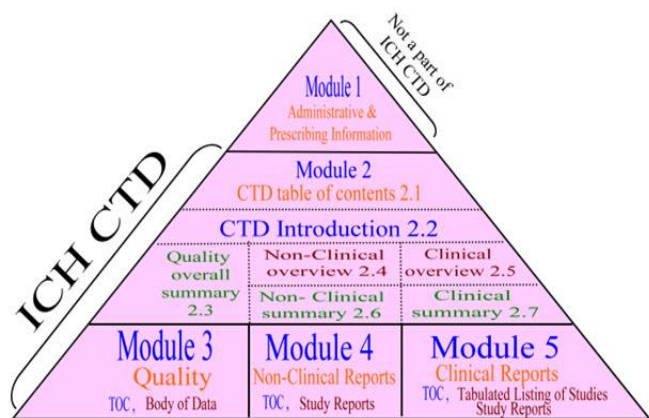 Not a part of
ICH CTD
Module 1
Administrative &
Prescribing Information
ICH CTD
Module 2
CTD table of contents 2.1
CTD Introduction 2.2
Quality
overall
summary
2.3
Non-Clinical
overview 2.4
Clinical
overview 2.5
Non- Clinical
summary 2.6
Clinical
summary 2.7
Module 3
Quality
TOC, Body of Data
Module 4
Non-Clinical Reports
TOC, Study Reports
Module 5
Clinical Reports
TOC, Tabulated Listing of Studies
Study Reports